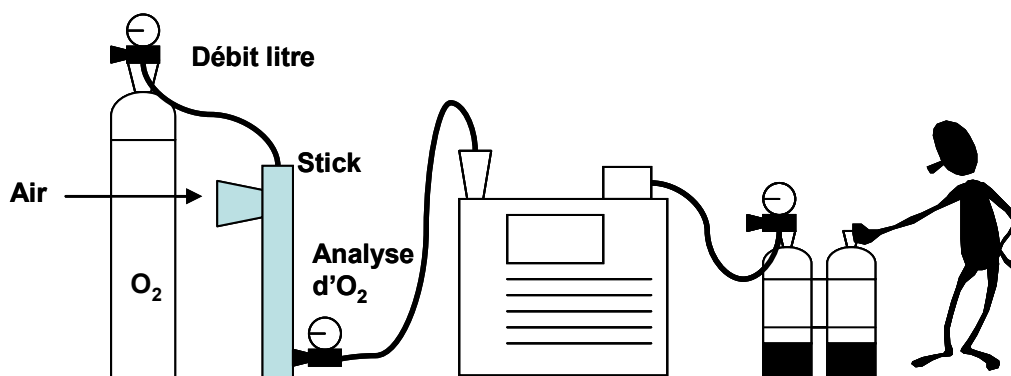 Débit litre
Stick
Air
Analyse
d'O₂
O₂